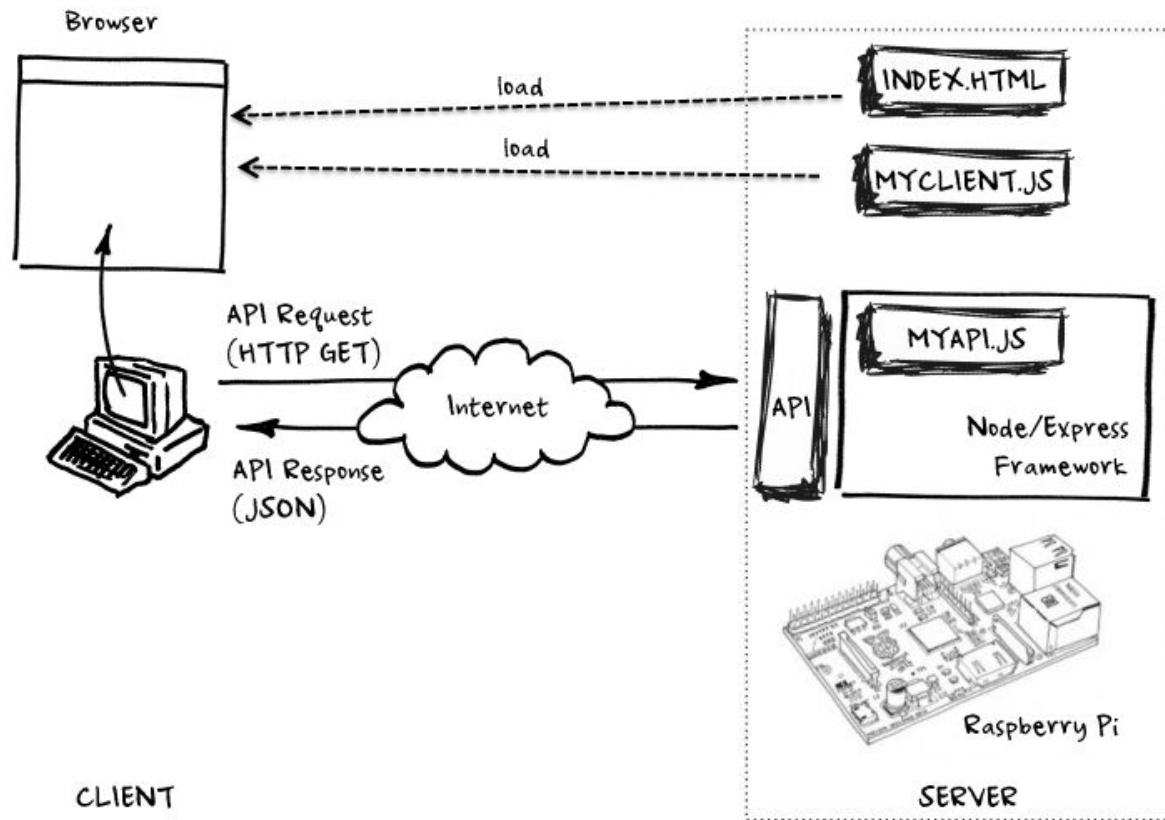 Browser
load
INDEX.HTML
load
MYCLIENT.JS
API Request
(HTTP GET)
Internet
API Response
(JSON)
API
MYAPI.JS
Node/Express
Framework
Raspberry Pi
CLIENT
SERVER